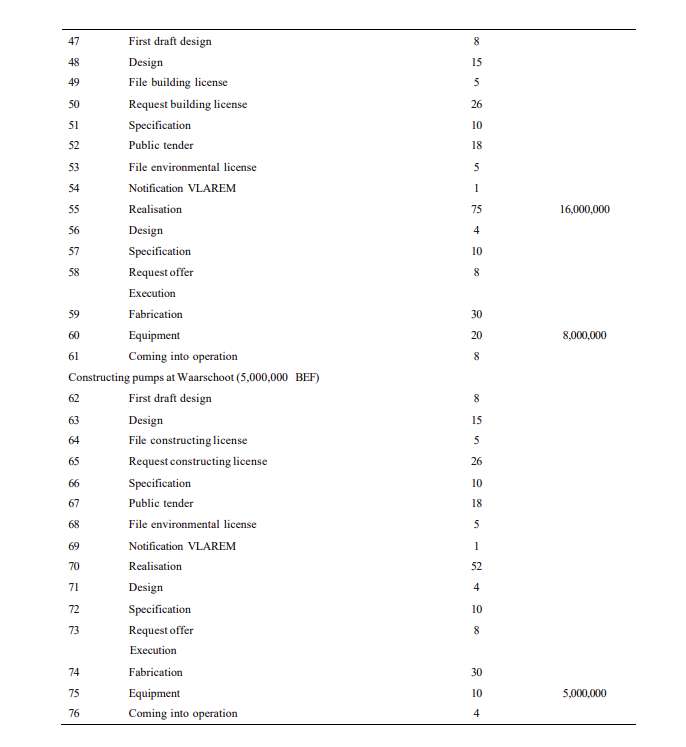 47 First draft design 8
48 Design 15
49 File building license 5
50 Request building license 26
51 Specification 10
52 Public tender 18
53 File environmental license 5
54 Notification VLAREM 1
55 Realisation 75 16,000,000
56 Design 4
57 Specification 10
58 Request offer 8
Execution
59 Fabrication 30
60 Equipment 20 8,000,000
61 Coming into operation 8
Constructing pumps at Waarschoot (5,000,000 BEF)
62 First draft design 8
63 Design 15
64 File constructing license 5
65 Request constructing license 26
66 Specification 10
67 Public tender 18
68 File environmental license 5
69 Notification VLAREM 1
70 Realisation 52
71 Design 4
72 Specification 10
73 Request offer 8
Execution
74 Fabrication 30
75 Equipment 10 5,000,000
76 Coming into operation 4